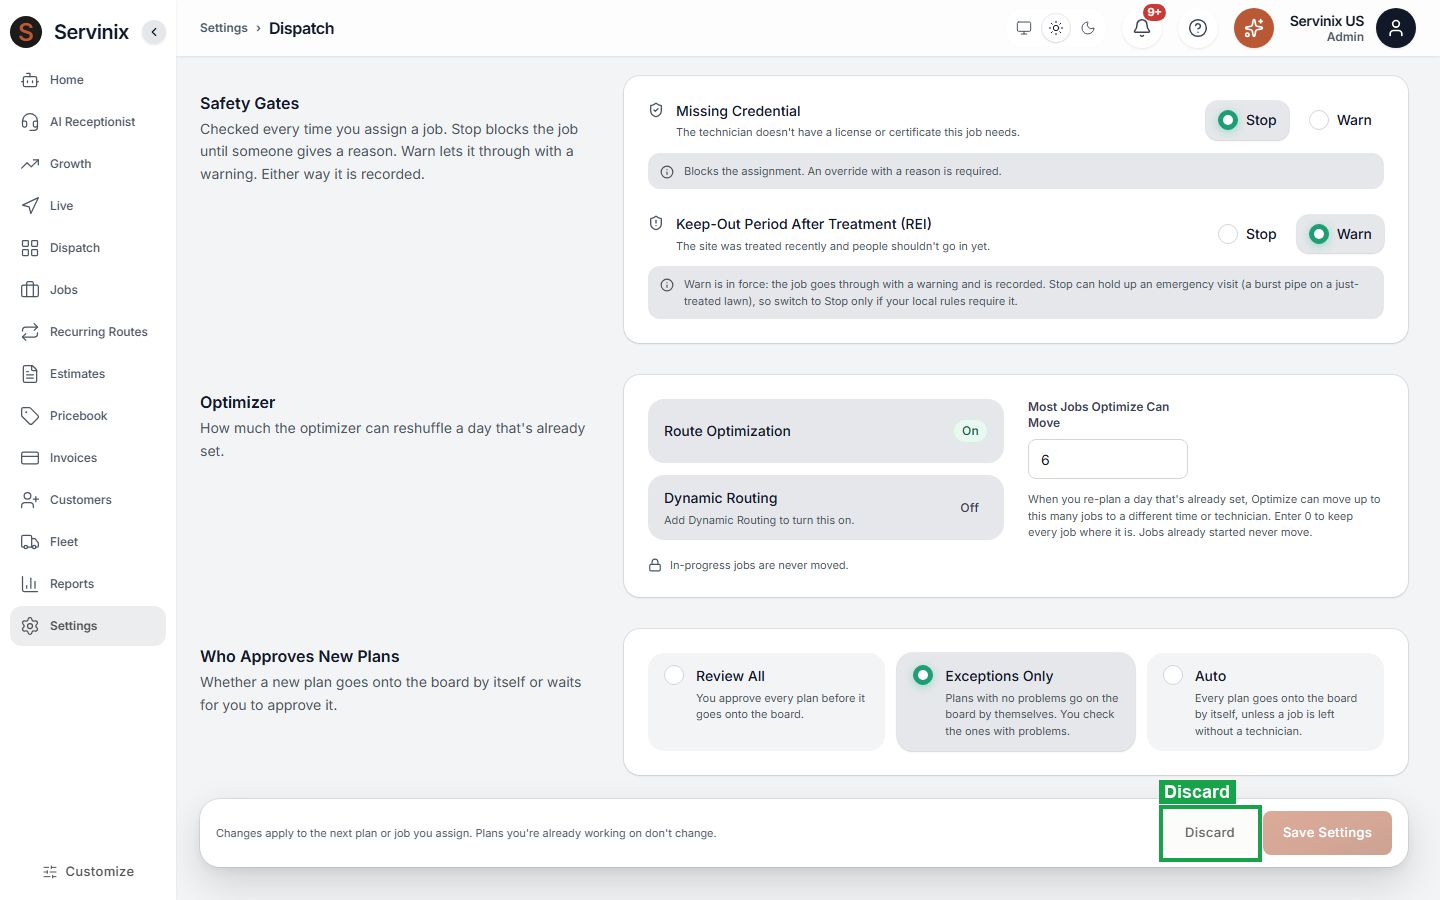 Servinix
Settings › Dispatch
9+
Servinix US
Admin
Home
AI Receptionist
Growth
Live
Dispatch
Jobs
Recurring Routes
Estimates
Pricebook
Invoices
Customers
Fleet
Reports
Settings
Customize
Safety Gates
Checked every time you assign a job. Stop blocks the job
until someone gives a reason. Warn lets it through with a
warning. Either way it is recorded.
Missing Credential
The technician doesn't have a license or certificate this job needs.
Stop
Warn
Blocks the assignment. An override with a reason is required.
Keep-Out Period After Treatment (REI)
The site was treated recently and people shouldn't go in yet.
Stop
Warn
Warn is in force: the job goes through with a warning and is recorded. Stop can hold up an emergency visit (a burst pipe on a just-
treated lawn), so switch to Stop only if your local rules require it.
Optimizer
How much the optimizer can reshuffle a day that's already
set.
Route Optimization
On
Dynamic Routing
Add Dynamic Routing to turn this on.
Off
In-progress jobs are never moved.
Most Jobs Optimize Can
Move
6
When you re-plan a day that's already set, Optimize can move up to
this many jobs to a different time or technician. Enter 0 to keep
every job where it is. Jobs already started never move.
Who Approves New Plans
Whether a new plan goes onto the board by itself or waits
for you to approve it.
Review All
You approve every plan before it
goes onto the board.
Exceptions Only
Plans with no problems go on the
board by themselves. You check
the ones with problems.
Auto
Every plan goes onto the board
by itself, unless a job is left
without a technician.
Changes apply to the next plan or job you assign. Plans you're already working on don't change.
Discard
Discard
Save Settings